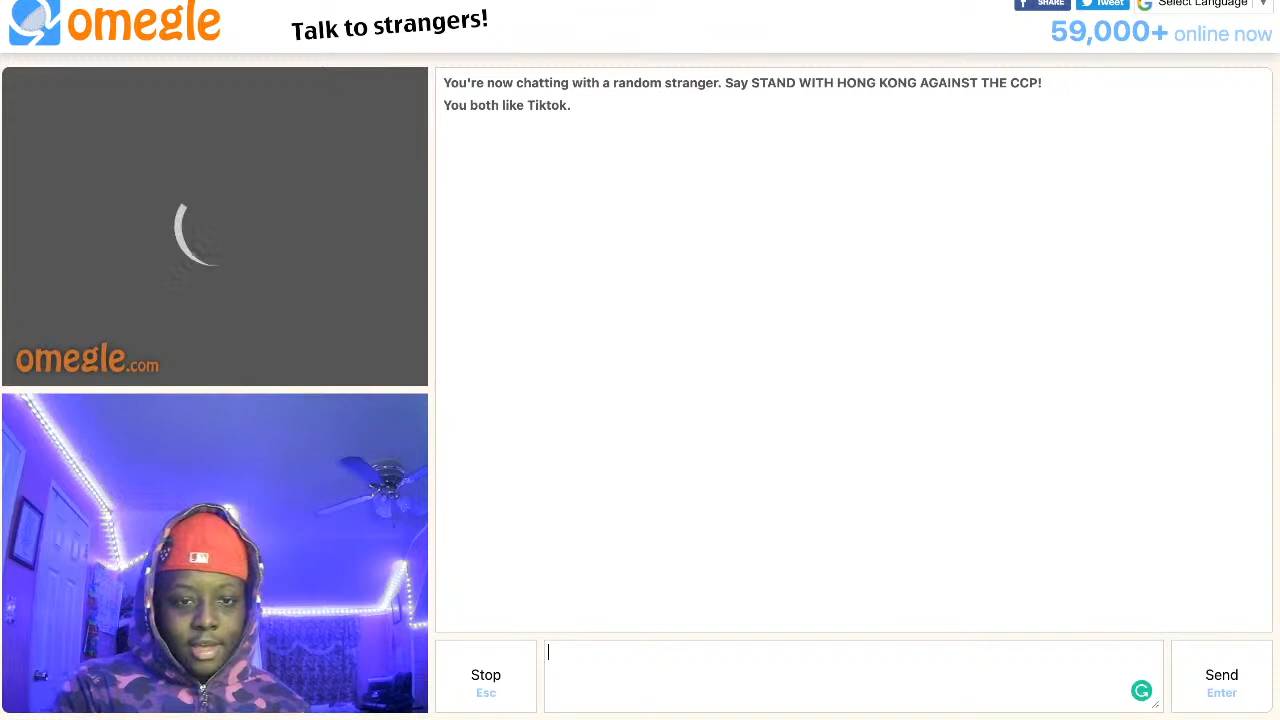 omegle
Talk to strangers!
SHARE
Tweet
Select Language
59,000+ online now
You're now chatting with a random stranger. Say STAND WITH HONG KONG AGAINST THE CCP!
You both like Tiktok.
omegle.com
Stop
Esc
Send
Enter